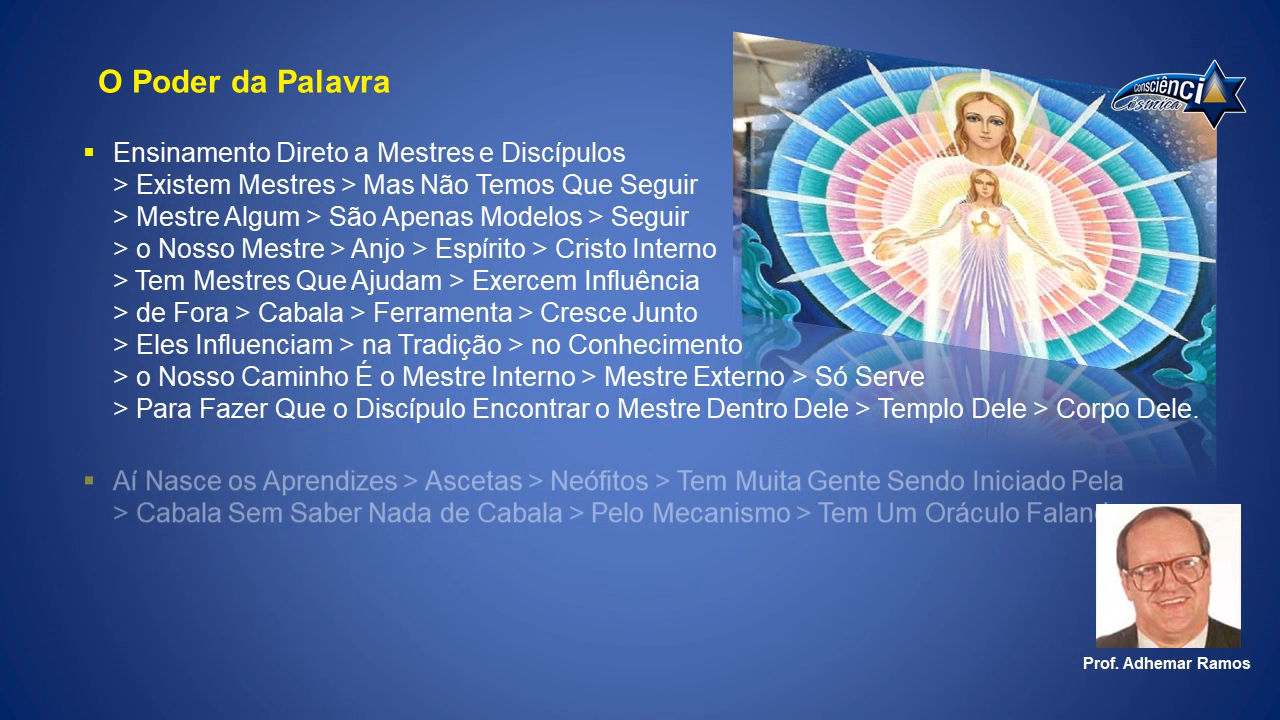 O Poder da Palavra
consciênci
Cósmica
▪ Ensinamento Direto a Mestres e Discípulos
> Existem Mestres > Mas Não Temos Que Seguir
> Mestre Algum > São Apenas Modelos > Seguir
> o Nosso Mestre > Anjo > Espírito > Cristo Interno
> Tem Mestres Que Ajudam > Exercem Influência
> de Fora > Cabala > Ferramenta > Cresce Junto
> Eles Influenciam > na Tradição > no Conhecimento
> o Nosso Caminho É o Mestre Interno > Mestre Externo > Só Serve
> Para Fazer Que o Discípulo Encontrar o Mestre Dentro Dele > Templo Dele > Corpo Dele.
▪ Aí Nasce os Aprendizes > Ascetas > Neófitos > Tem Muita Gente Sendo Iniciado Pela
> Cabala Sem Saber Nada de Cabala > Pelo Mecanismo > Tem Um Oráculo
Prof. Adhemar Ramos